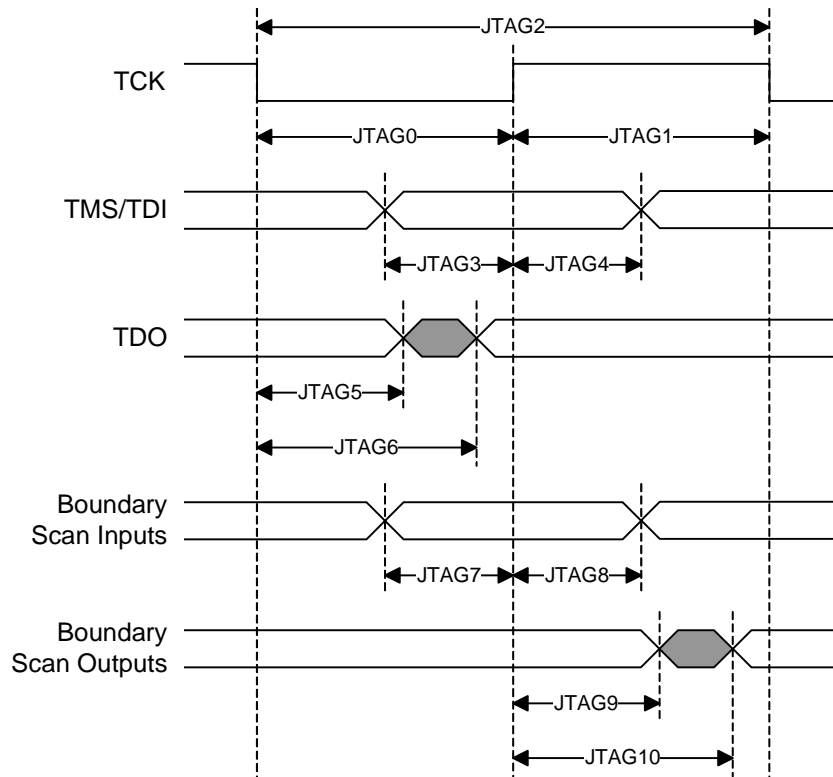 JTAG2
TCK
JTAG0
JTAG1
TMS/TDI
JTAG3
JTAG4
TDO
JTAG5
JTAG6
Boundary
Scan Inputs
JTAG7
JTAG8
Boundary
Scan Outputs
JTAG9
JTAG10